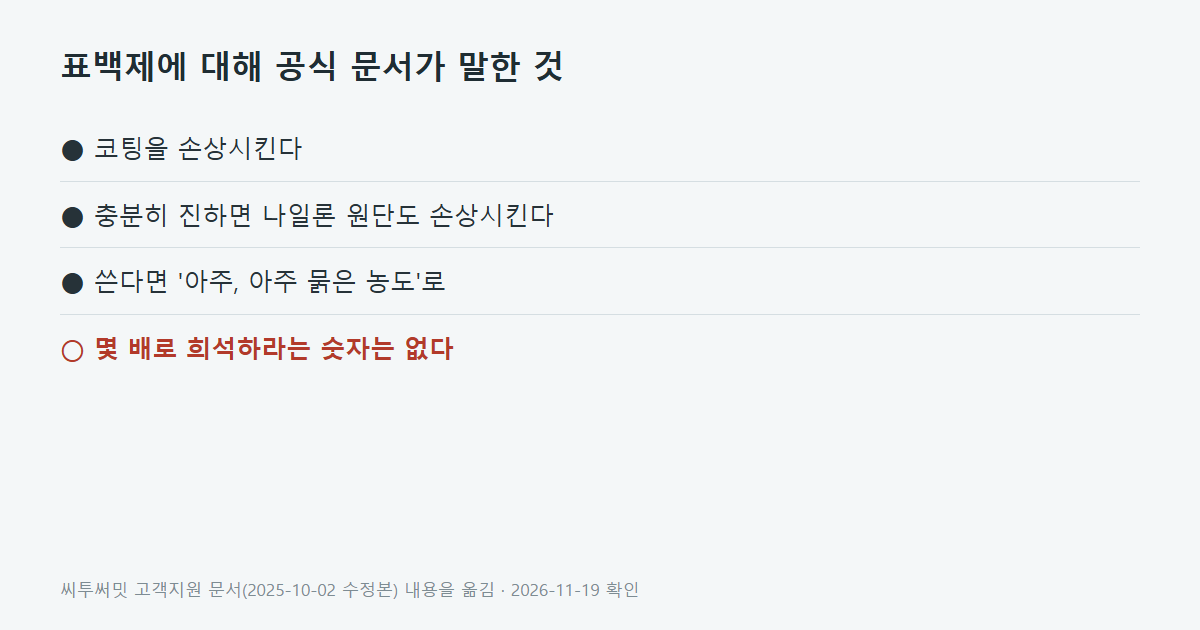 표백제에 대해 공식 문서가 말한 것
● 코팅을 손상시킨다
● 충분히 진하면 나일론 원단도 손상시킨다
● 쓴다면 '아주, 아주 묽은 농도'로
○ 몇 배로 희석하라는 숫자는 없다
씨투써밋 고객지원 문서(2025-10-02 수정본) 내용을 옮김 · 2026-11-19 확인